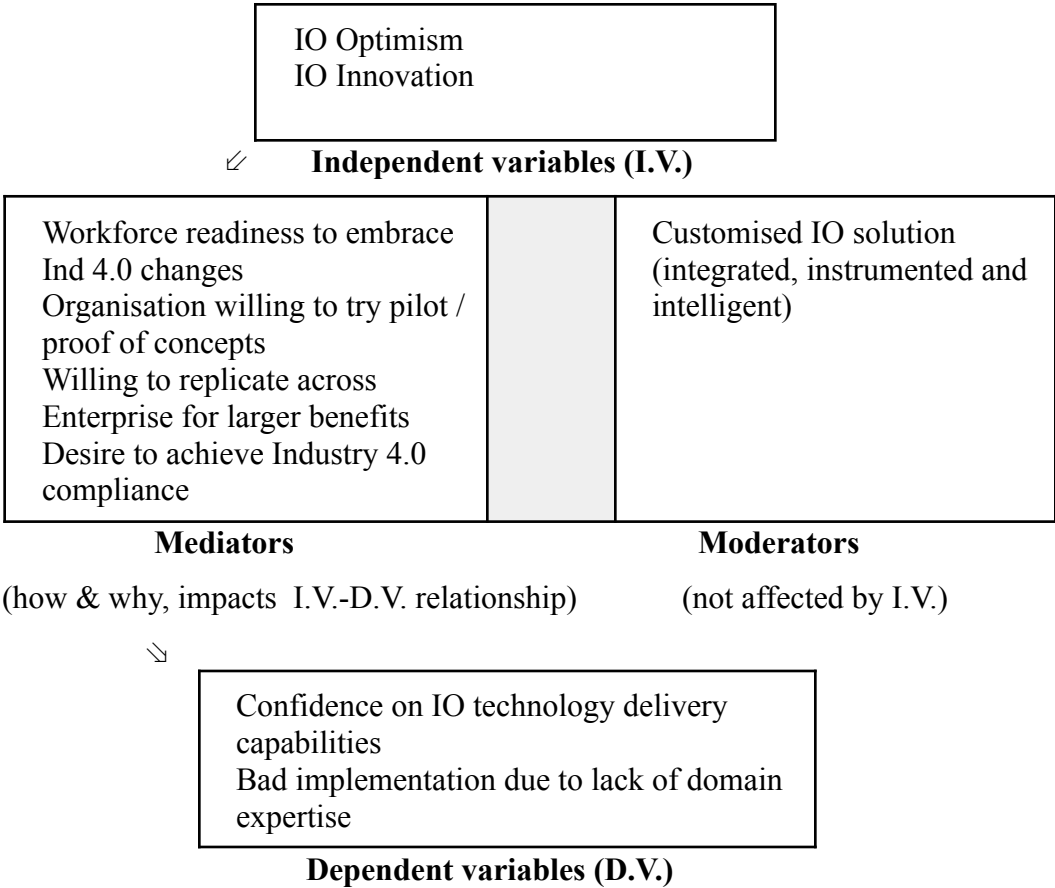 IO Optimism
IO Innovation
Independent variables (I.V.)
Workforce readiness to embrace
Ind 4.0 changes
Organisation willing to try pilot /
proof of concepts
Willing to replicate across
Enterprise for larger benefits
Desire to achieve Industry 4.0
compliance
Customised IO solution
(integrated, instrumented and
intelligent)
Mediators
Moderators
(how & why, impacts I.V.-D.V. relationship)
(not affected by I.V.)
Confidence on IO technology delivery
capabilities
Bad implementation due to lack of domain
expertise
Dependent variables (D.V.)